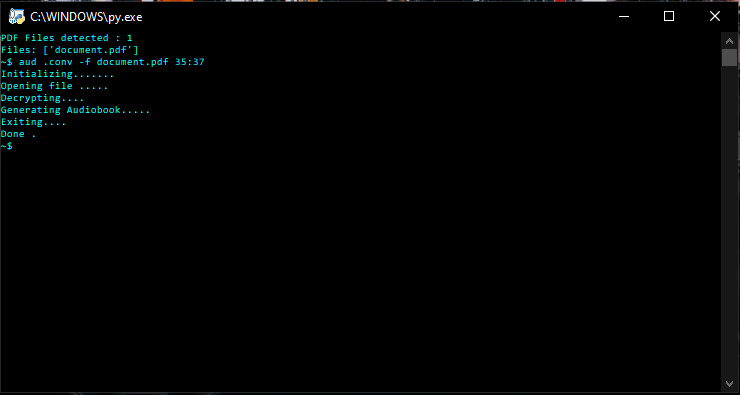 C:\WINDOWS\py.exe
PDF Files detected : 1
Files: ['document.pdf']
~$ aud .conv -f document.pdf 35:37
Initializing.......
Opening file .....
Decrypting....
Generating Audiobook.....
Exiting....
Done .
~$